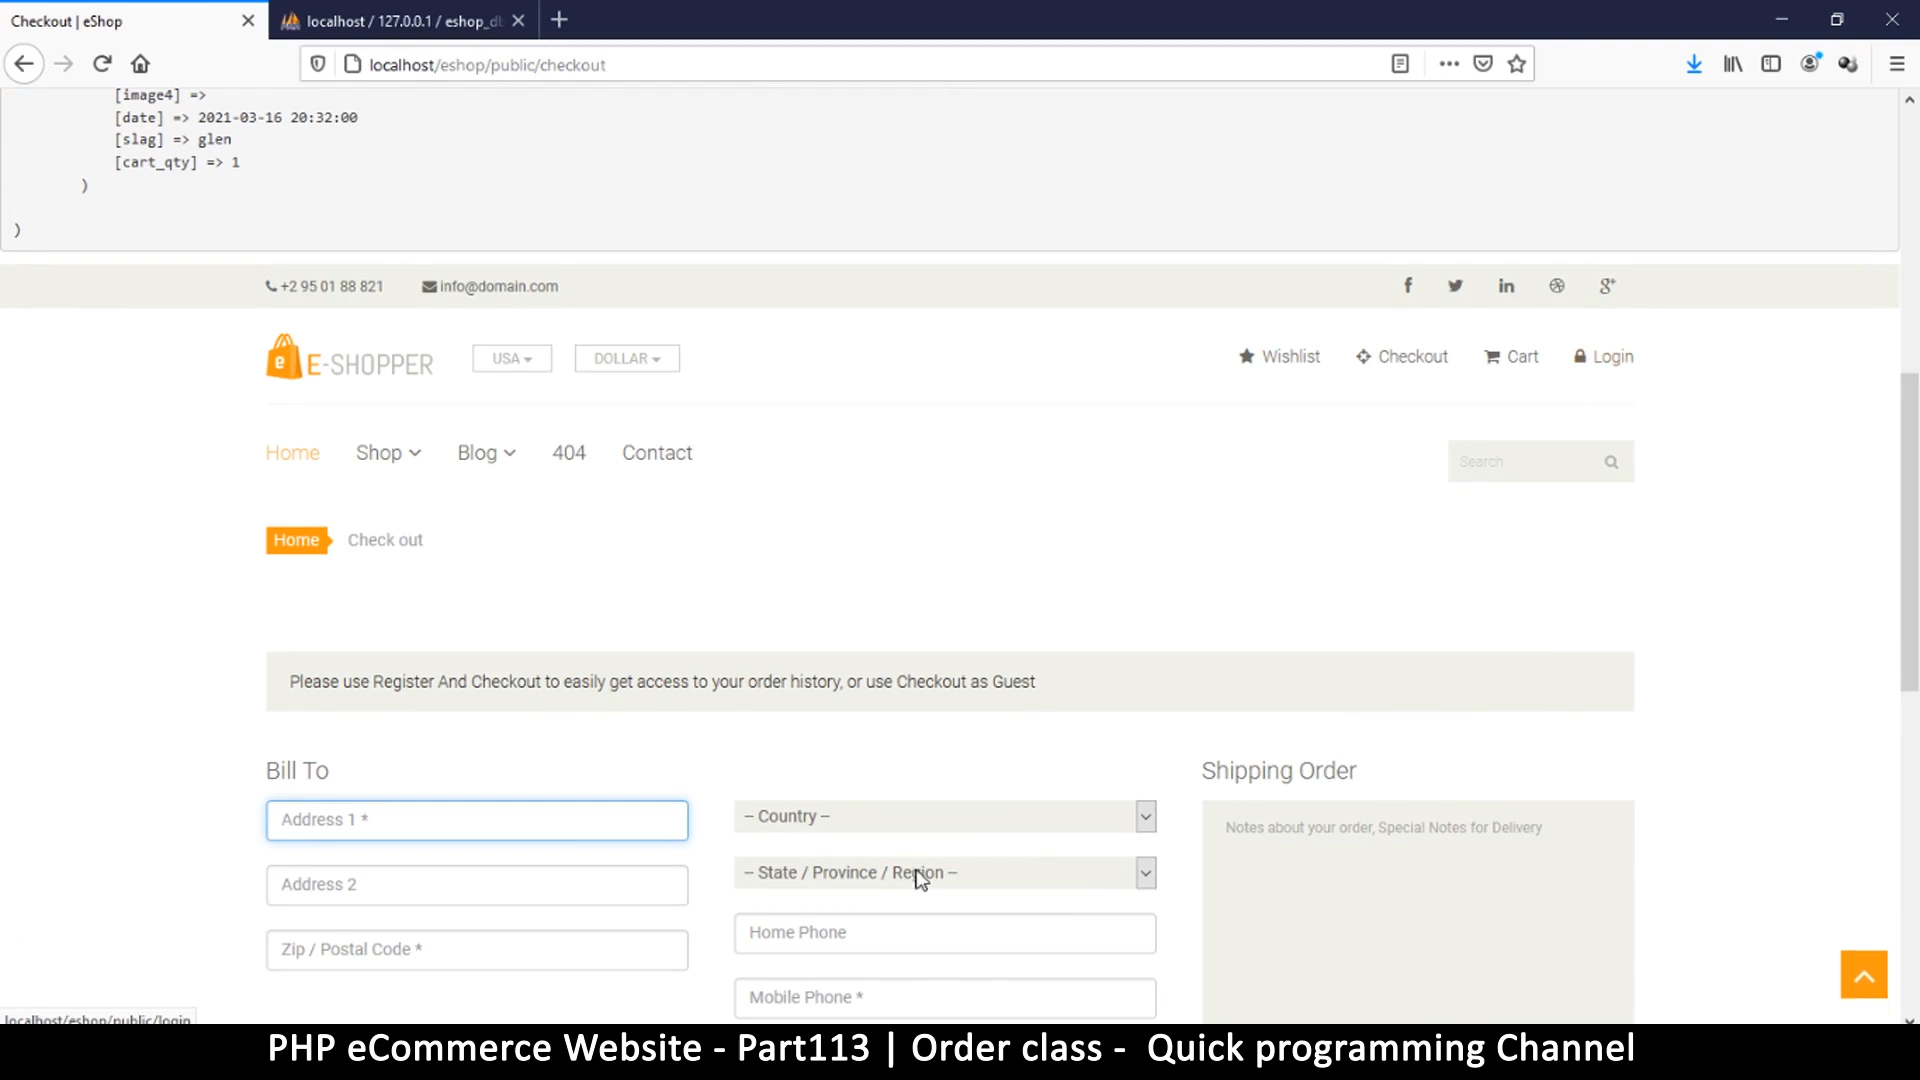 Checkout | eShop
localhost / 127.0.0.1 / eshop_d
localhost/eshop/public/checkout
[image4] =>
[date] => 2021-03-16 20:32:00
[slag] => glen
[cart_qty] => 1
)
)
+2 95 01 88 821 info@domain.com
E-SHOPPER USA DOLLAR Wishlist Checkout Cart Login
Home Shop Blog 404 Contact Search
Home Check out
Please use Register And Checkout to easily get access to your order history, or use Checkout as Guest
Bill To
Shipping Order
Address 1 *
-- Country --
Notes about your order, Special Notes for Delivery
Address 2
-- State / Province / Region --
Zip / Postal Code *
Home Phone
Mobile Phone *
localhost/eshop/public/login
PHP eCommerce Website - Part113 | Order class - Quick programming Channel